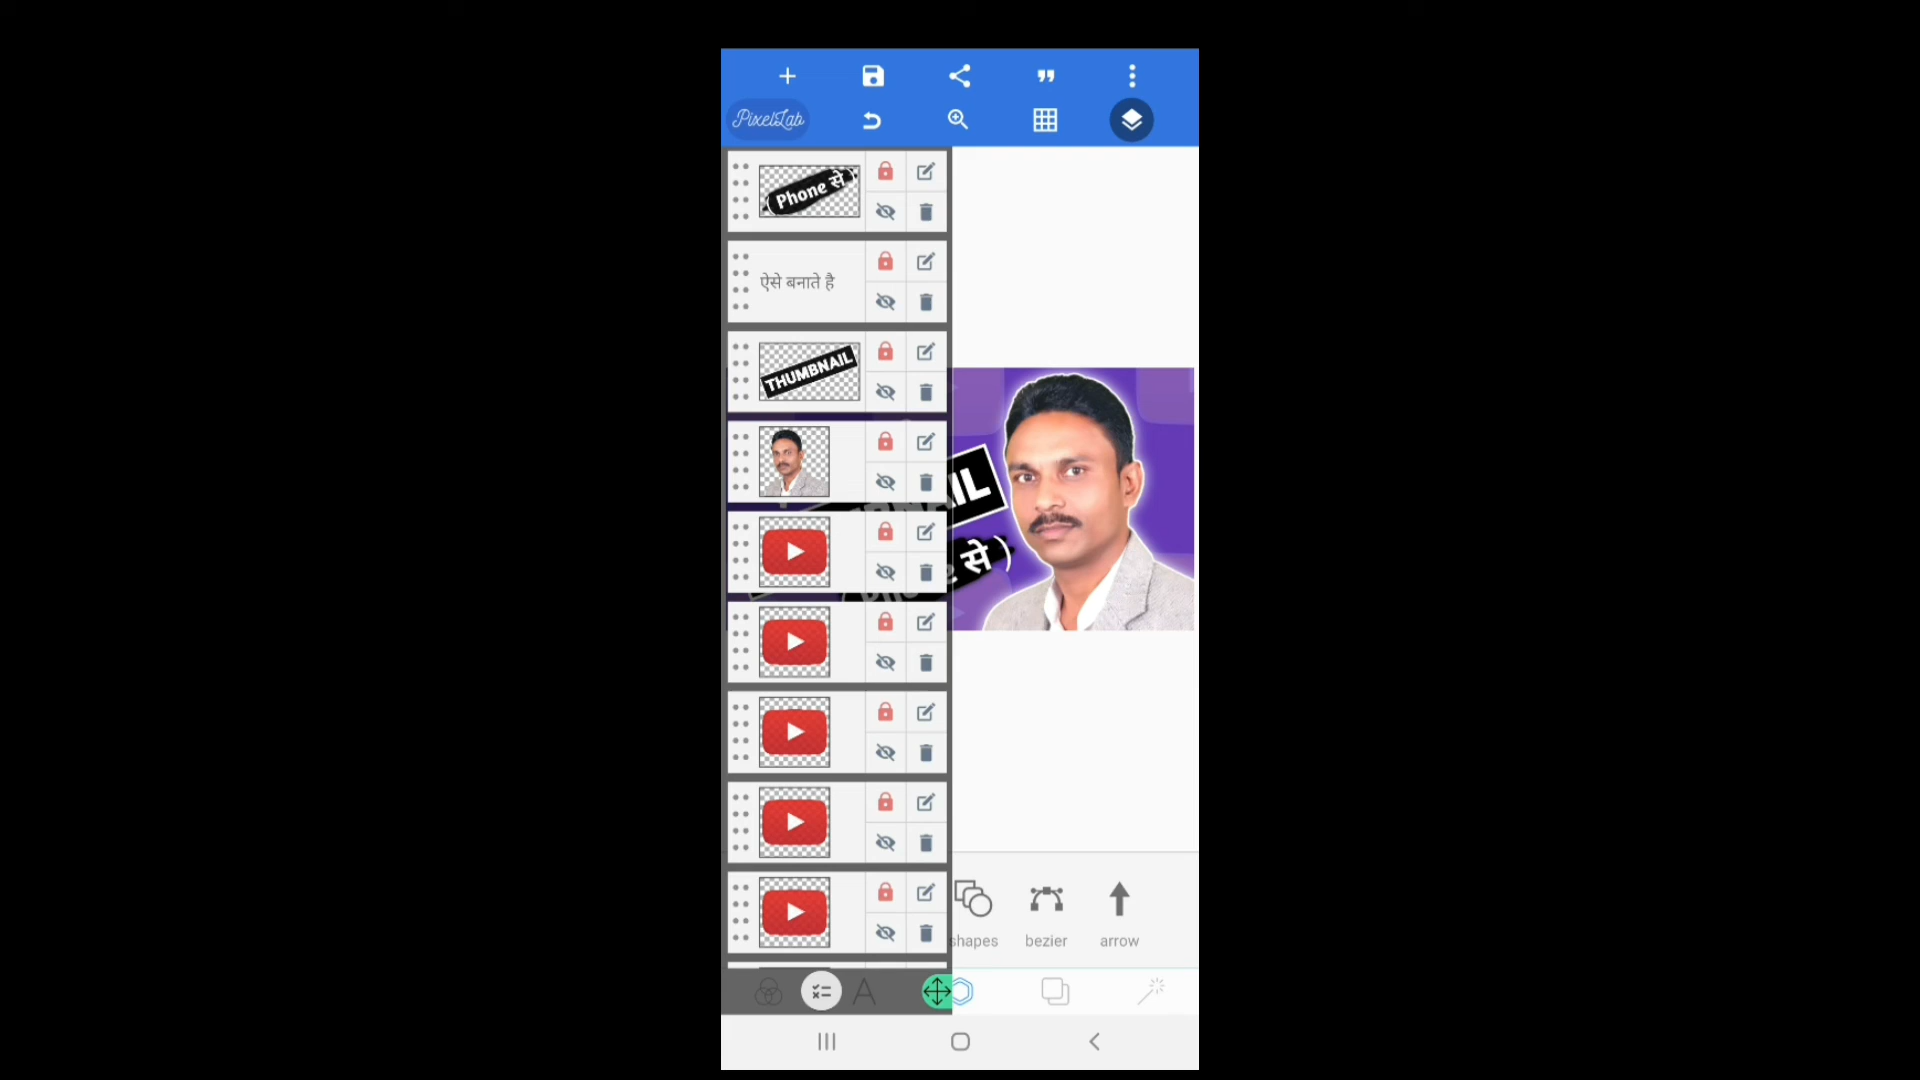 PixelLab
( Phone से )
ऐसे बनाते है
THUMBNAIL
IL
से )
shapes
bezier
arrow